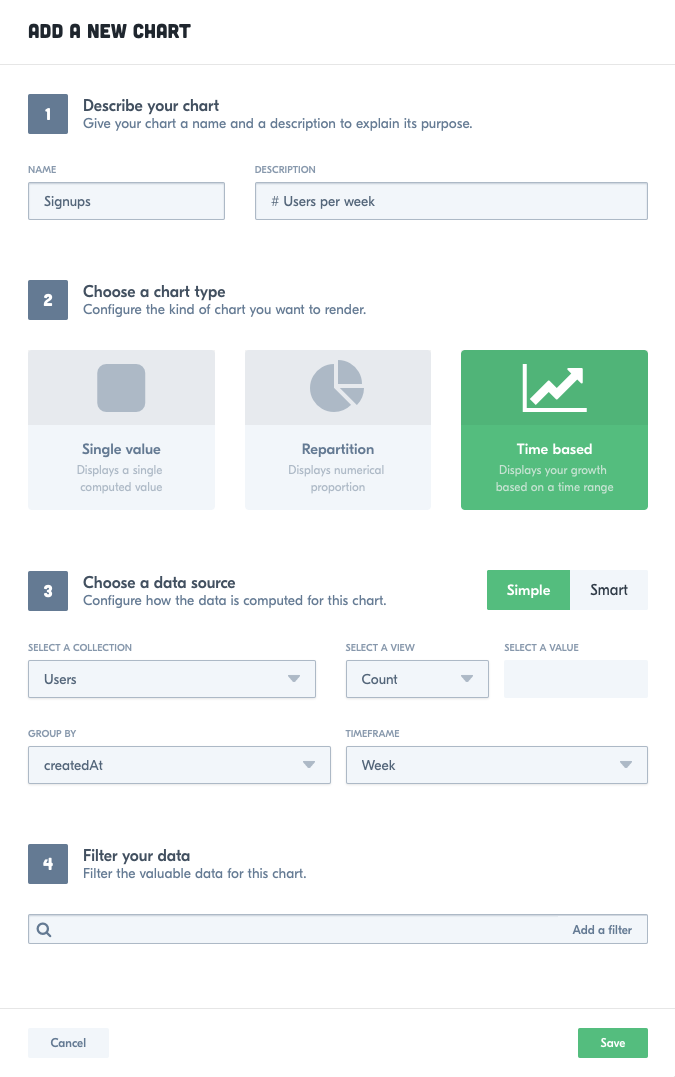 ADD A NEW CHART
1
Describe your chart
Give your chart a name and a description to explain its purpose.
NAME
DESCRIPTION
Signups
# Users per week
2
Choose a chart type
Configure the kind of chart you want to render.
Single value
Displays a single
computed value
Repartition
Displays numerical
proportion
Time based
Displays your growth
based on a time range
3
Choose a data source
Configure how the data is computed for this chart.
Simple
Smart
SELECT A COLLECTION
SELECT A VIEW
SELECT A VALUE
Users
Count
GROUP BY
TIMEFRAME
createdAt
Week
4
Filter your data
Filter the valuable data for this chart.
Add a filter
Cancel
Save